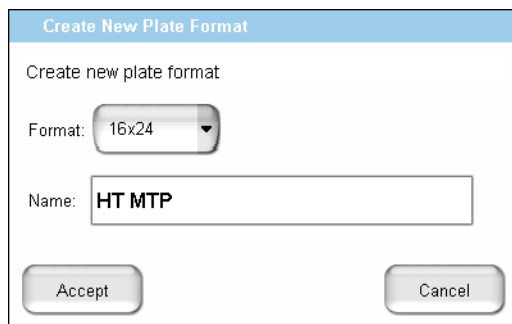 Create New Plate Format
Create new plate format
Format: 16x24
Name: HT MTP
Accept Cancel